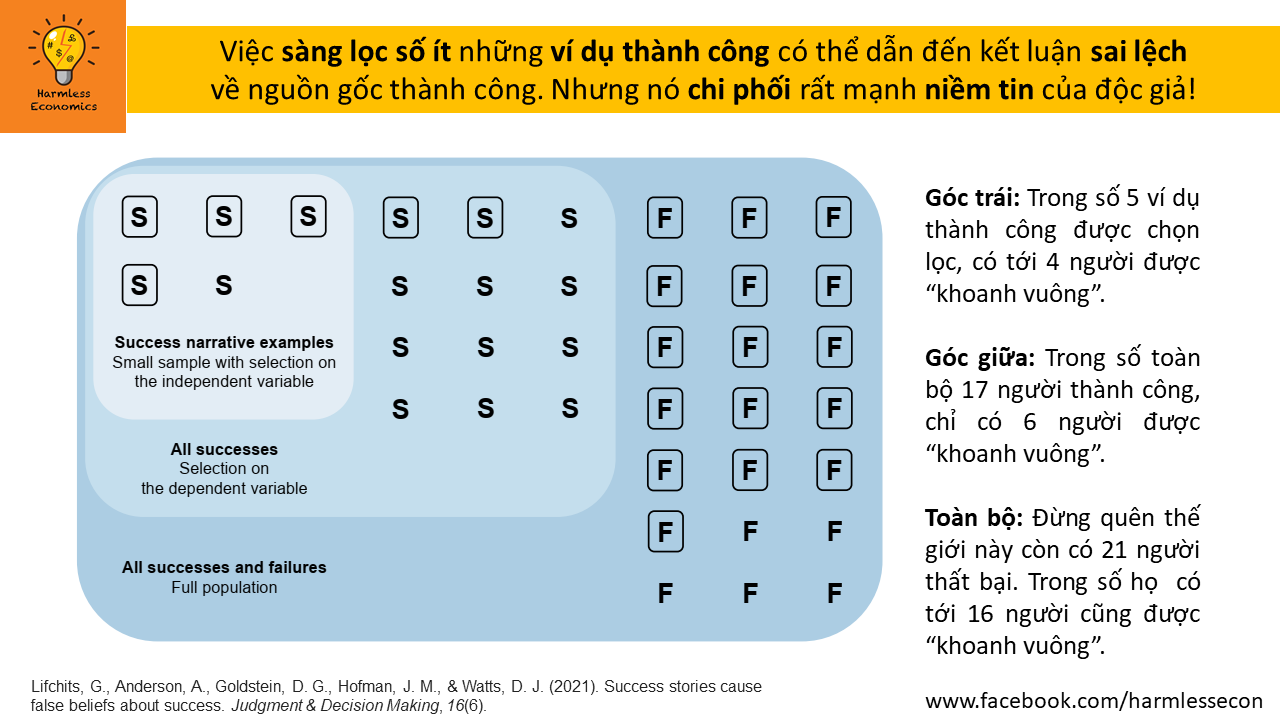 # $ $ @
Harmless
Economics
Việc sàng lọc số ít những ví dụ thành công có thể dẫn đến kết luận sai lệch
về nguồn gốc thành công. Nhưng nó chi phối rất mạnh niềm tin của độc giả!
S S S S S S F F F
S S S S S F F F
Success narrative examples
Small sample with selection on
the independent variable
S S S F F F
S S S F F F
All successes
Selection on
the dependent variable
F F F
F F F
All successes and failures
Full population
F F F
Góc trái: Trong số 5 ví dụ
thành công được chọn
lọc, có tới 4 người được
“khoanh vuông”.
Góc giữa: Trong số toàn
bộ 17 người thành công,
chỉ có 6 người được
“khoanh vuông”.
Toàn bộ: Đừng quên thế
giới này còn có 21 người
thất bại. Trong số họ có
tới 16 người cũng được
“khoanh vuông”.
Lifchits, G., Anderson, A., Goldstein, D. G., Hofman, J. M., & Watts, D. J. (2021). Success stories cause
false beliefs about success. Judgment & Decision Making, 16(6).
www.facebook.com/harmlessecon